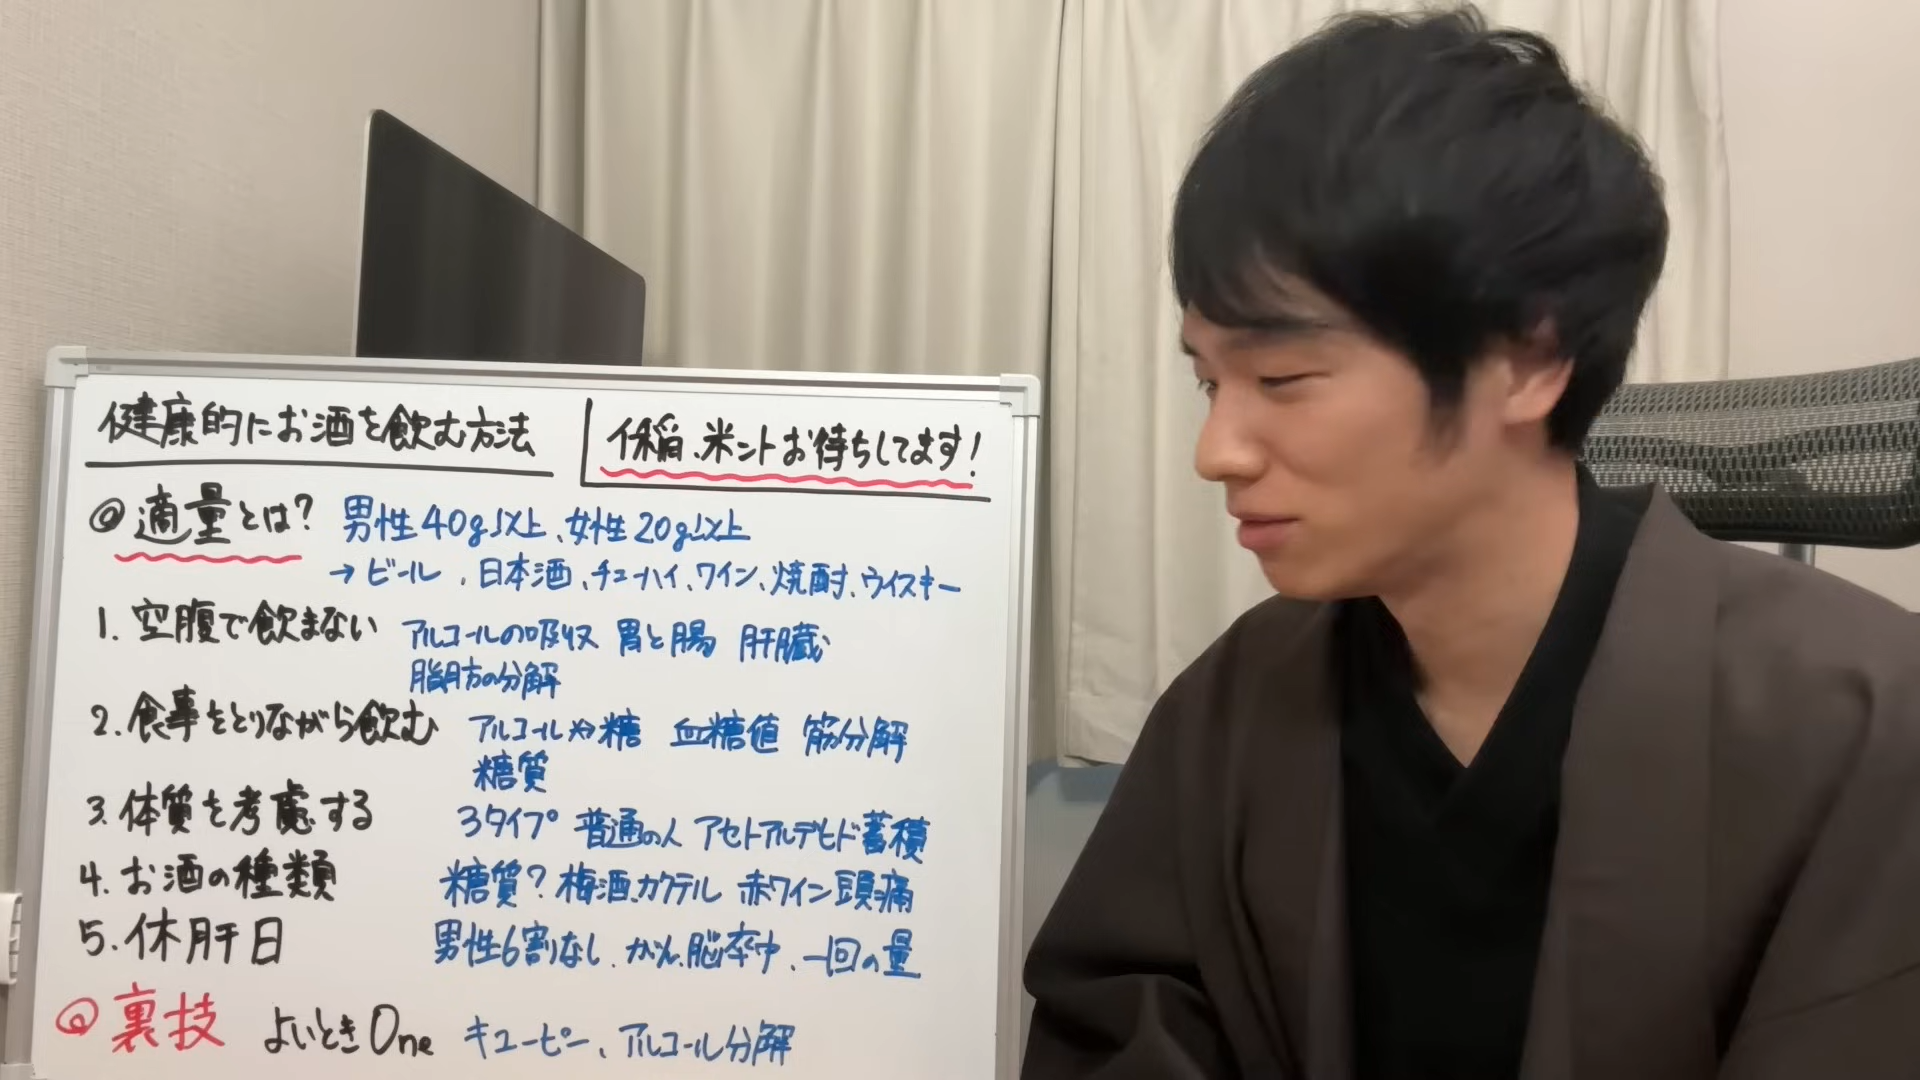 健康的にお酒を飲む方法
米ントお待ちしてます！
◎適量とは？ 男性40g以上、女性20g以上
→ビール、日本酒、チューハイ、ワイン、焼酎、ウイスキー
1. 空腹で飲まない アルコールの吸収 胃と腸 肝臓
脂肪の分解
2. 食事をとりながら飲む アルコールや糖 血糖値 筋分解
糖質
3. 体質を考慮する 3タイプ 普通の人 アセトアルデヒド蓄積
4. お酒の種類 糖質？梅酒、カクテル 赤ワイン頭痛
5. 休肝日 男性6割なし、がん、脳卒中、一回の量
◎裏技 よいときOne キューピー、アルコール分解